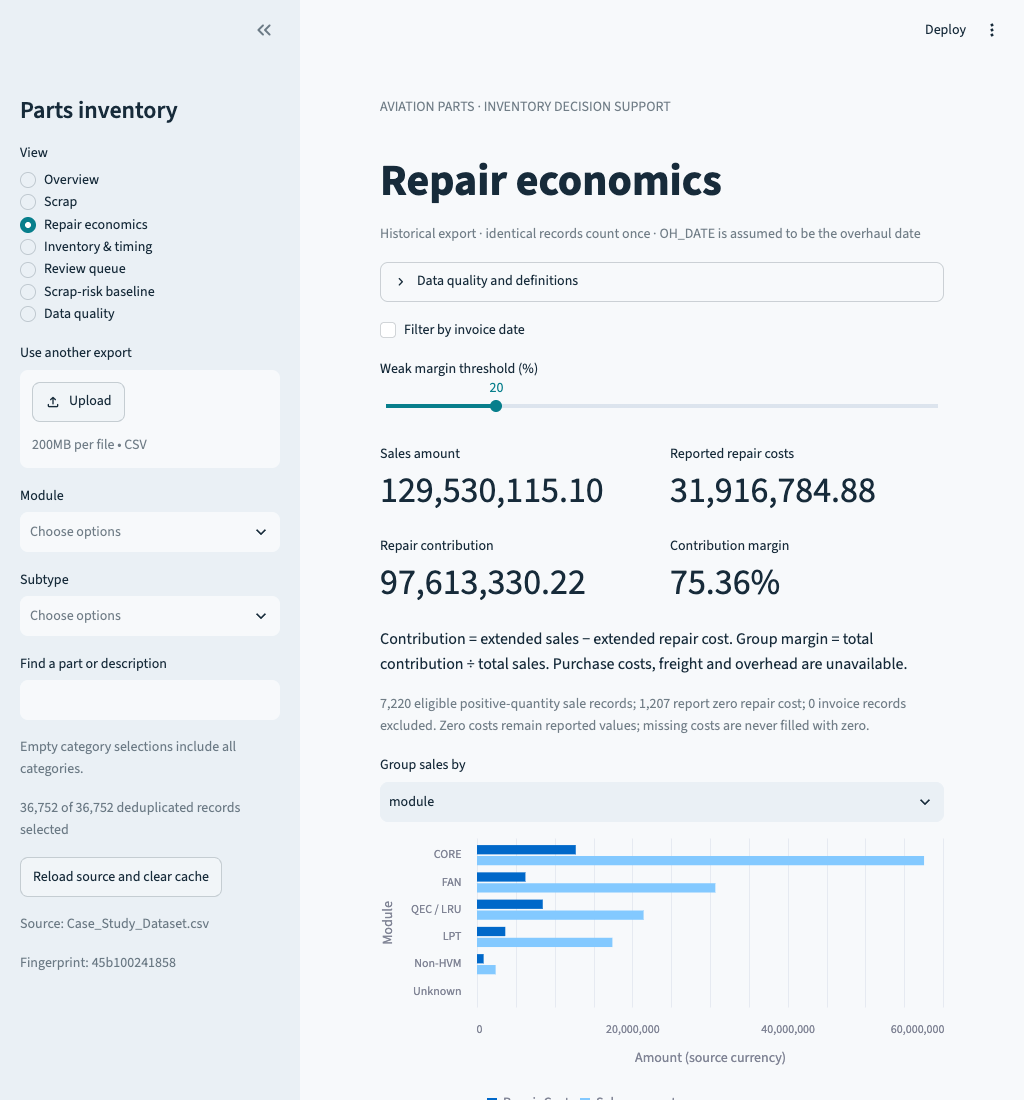 Deploy
Parts inventory
View
Overview
Scrap
Repair economics
Inventory & timing
Review queue
Scrap-risk baseline
Data quality
Use another export
Upload
200MB per file • CSV
Module
Choose options
Subtype
Choose options
Find a part or description
Empty category selections include all
categories.
36,752 of 36,752 deduplicated records
selected
Reload source and clear cache
Source: Case_Study_Dataset.csv
Fingerprint: 45b100241858
AVIATION PARTS · INVENTORY DECISION SUPPORT
Repair economics
Historical export · identical records count once · OH_DATE is assumed to be the overhaul date
Data quality and definitions
Filter by invoice date
Weak margin threshold (%)
20
Sales amount
129,530,115.10
Reported repair costs
31,916,784.88
Repair contribution
97,613,330.22
Contribution margin
75.36%
Contribution = extended sales − extended repair cost. Group margin = total
contribution ÷ total sales. Purchase costs, freight and overhead are unavailable.
7,220 eligible positive-quantity sale records; 1,207 report zero repair cost; 0 invoice records
excluded. Zero costs remain reported values; missing costs are never filled with zero.
Group sales by
module
Module
CORE
FAN
QEC / LRU
LPT
Non-HVM
Unknown
0 20,000,000 40,000,000 60,000,000
Amount (source currency)